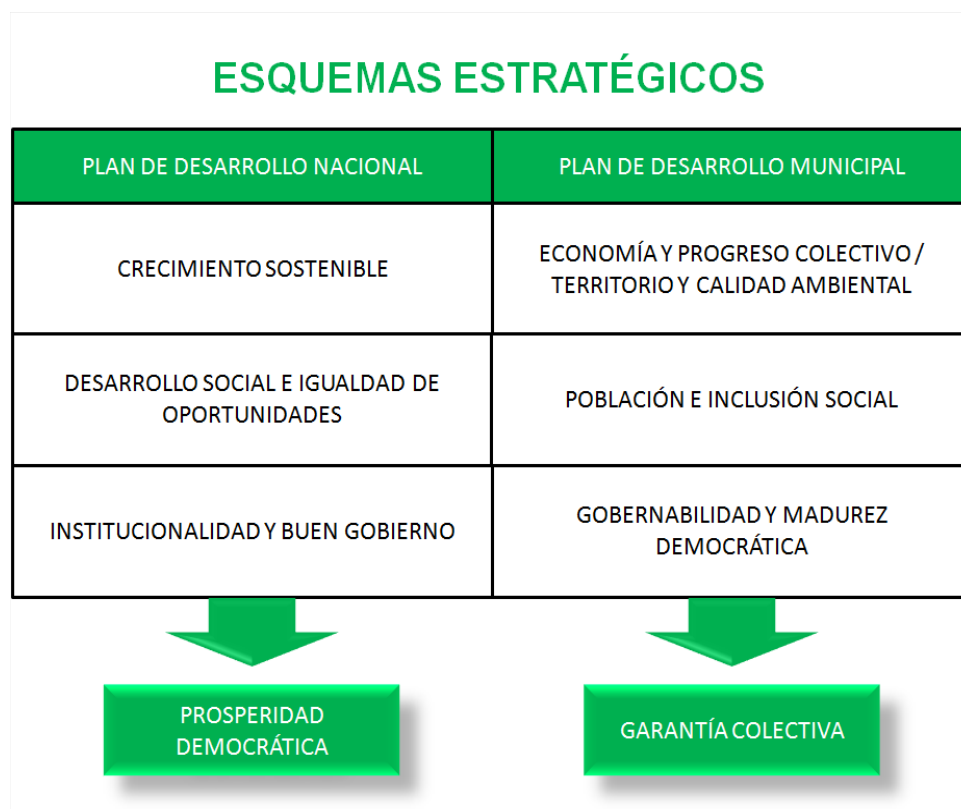 ESQUEMAS ESTRATÉGICOS
PLAN DE DESARROLLO NACIONAL
PLAN DE DESARROLLO MUNICIPAL
CRECIMIENTO SOSTENIBLE
ECONOMÍA Y PROGRESO COLECTIVO /
TERRITORIO Y CALIDAD AMBIENTAL
DESARROLLO SOCIAL E IGUALDAD DE
OPORTUNIDADES
POBLACIÓN E INCLUSIÓN SOCIAL
INSTITUCIONALIDAD Y BUEN GOBIERNO
GOBERNABILIDAD Y MADUREZ
DEMOCRÁTICA
PROSPERIDAD
DEMOCRÁTICA
GARANTÍA COLECTIVA